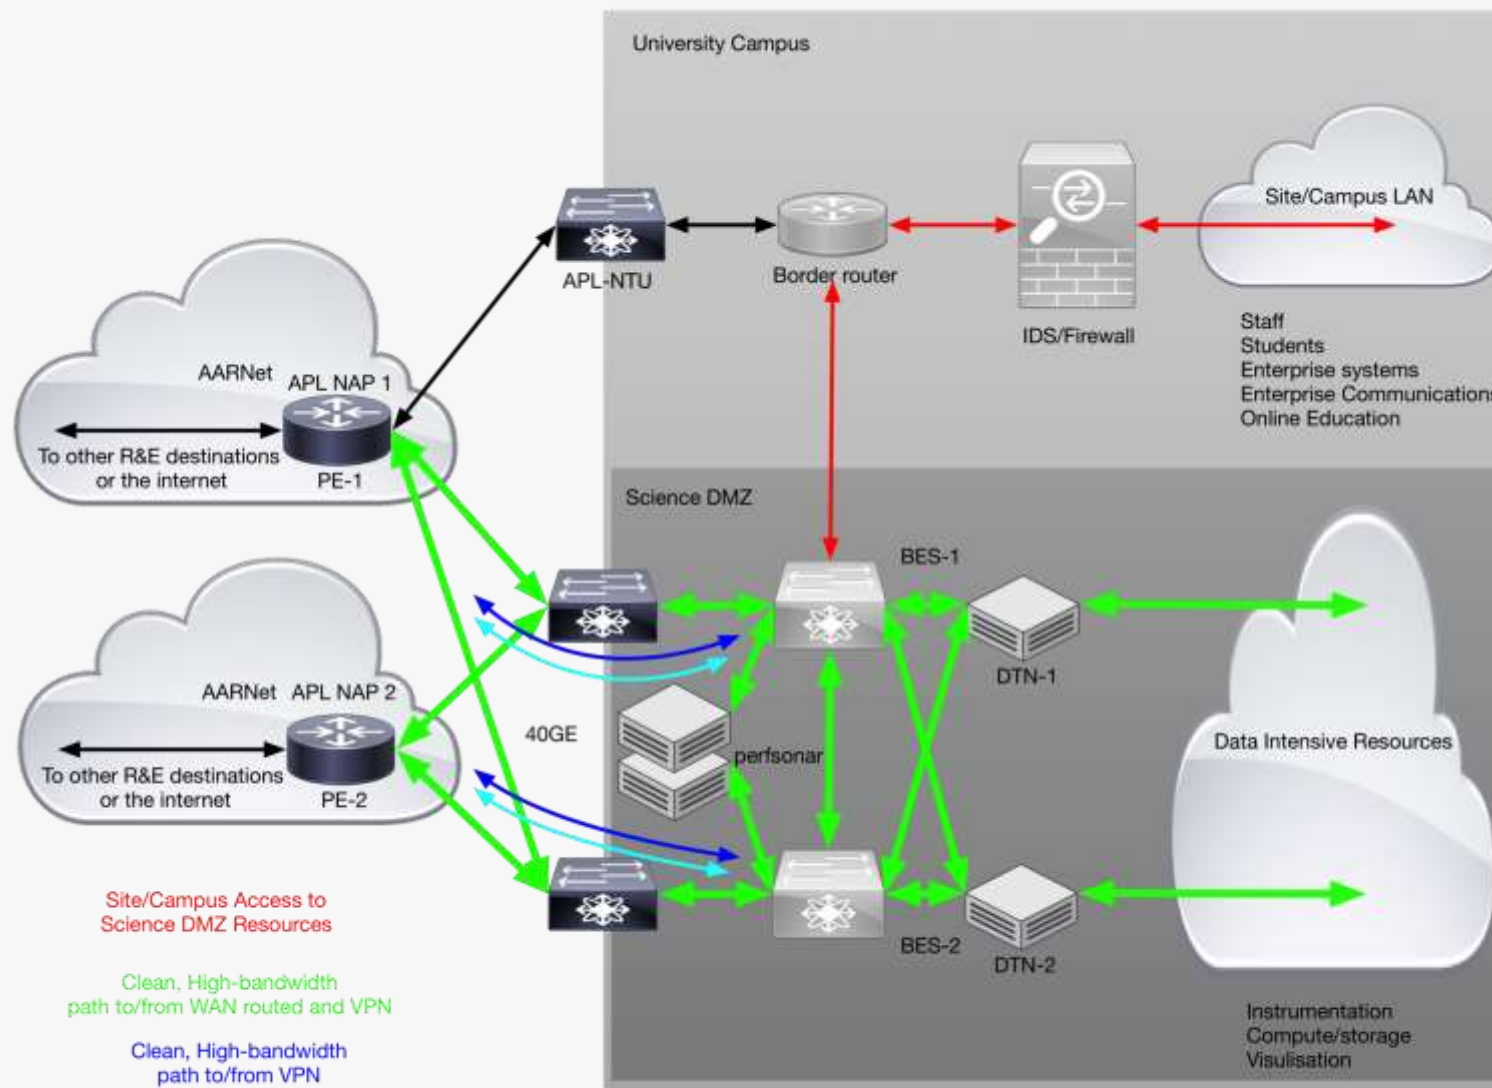 University Campus
Site/Campus LAN
APL-NTU
Border router
IDS/Firewall
Staff
Students
Enterprise systems
Enterprise Communications
Online Education
AARNet
APL NAP 1
To other R&E destinations
or the internet
PE-1
Science DMZ
BES-1
DTN-1
AARNet
APL NAP 2
40GE
perfsonar
Data Intensive Resources
To other R&E destinations
or the internet
PE-2
BES-2
DTN-2
Site/Campus Access to
Science DMZ Resources
Clean, High-bandwidth
path to/from WAN routed and VPN
Clean, High-bandwidth
path to/from VPN
Instrumentation
Compute/storage
Visulisation